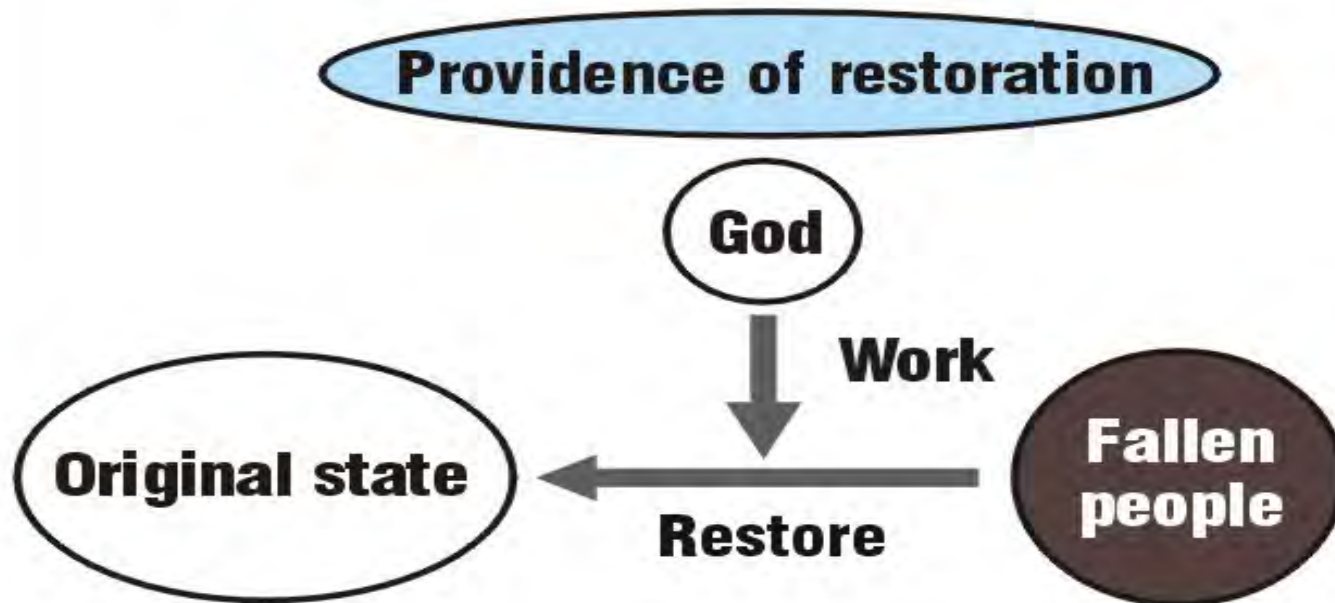 Providence of restoration
God
Work
Original state
Fallen
people
Restore